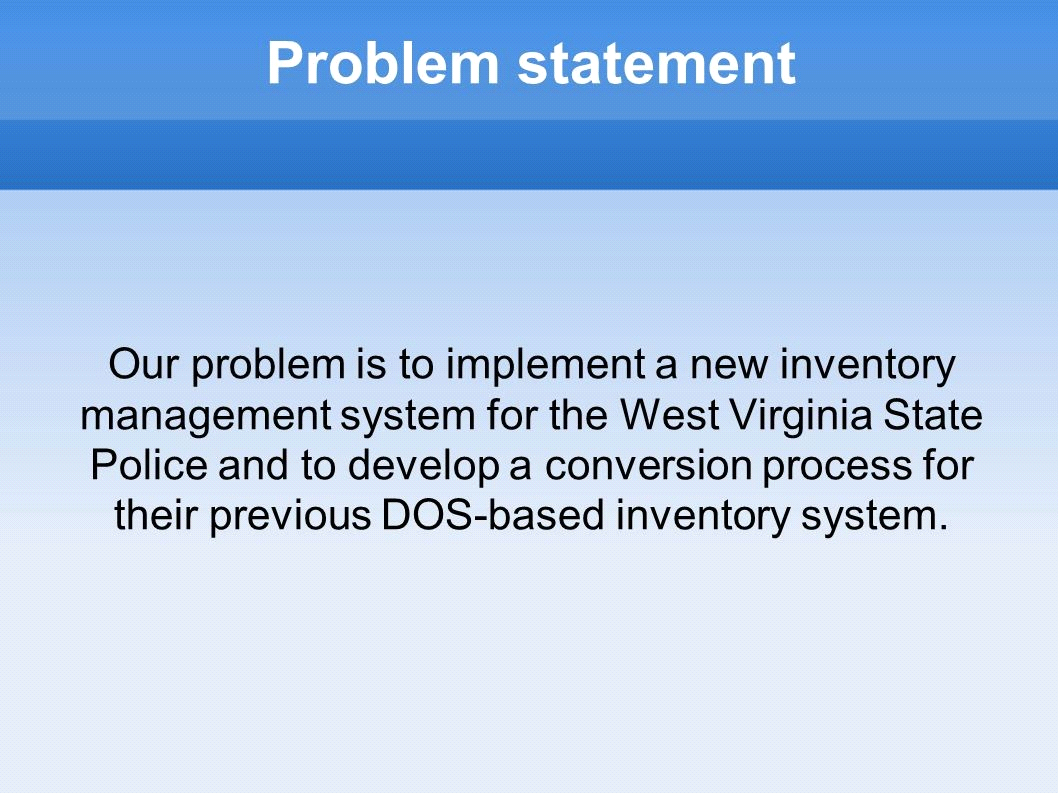 Problem statement
Our problem is to implement a new inventory
management system for the West Virginia State
Police and to develop a conversion process for
their previous DOS-based inventory system.